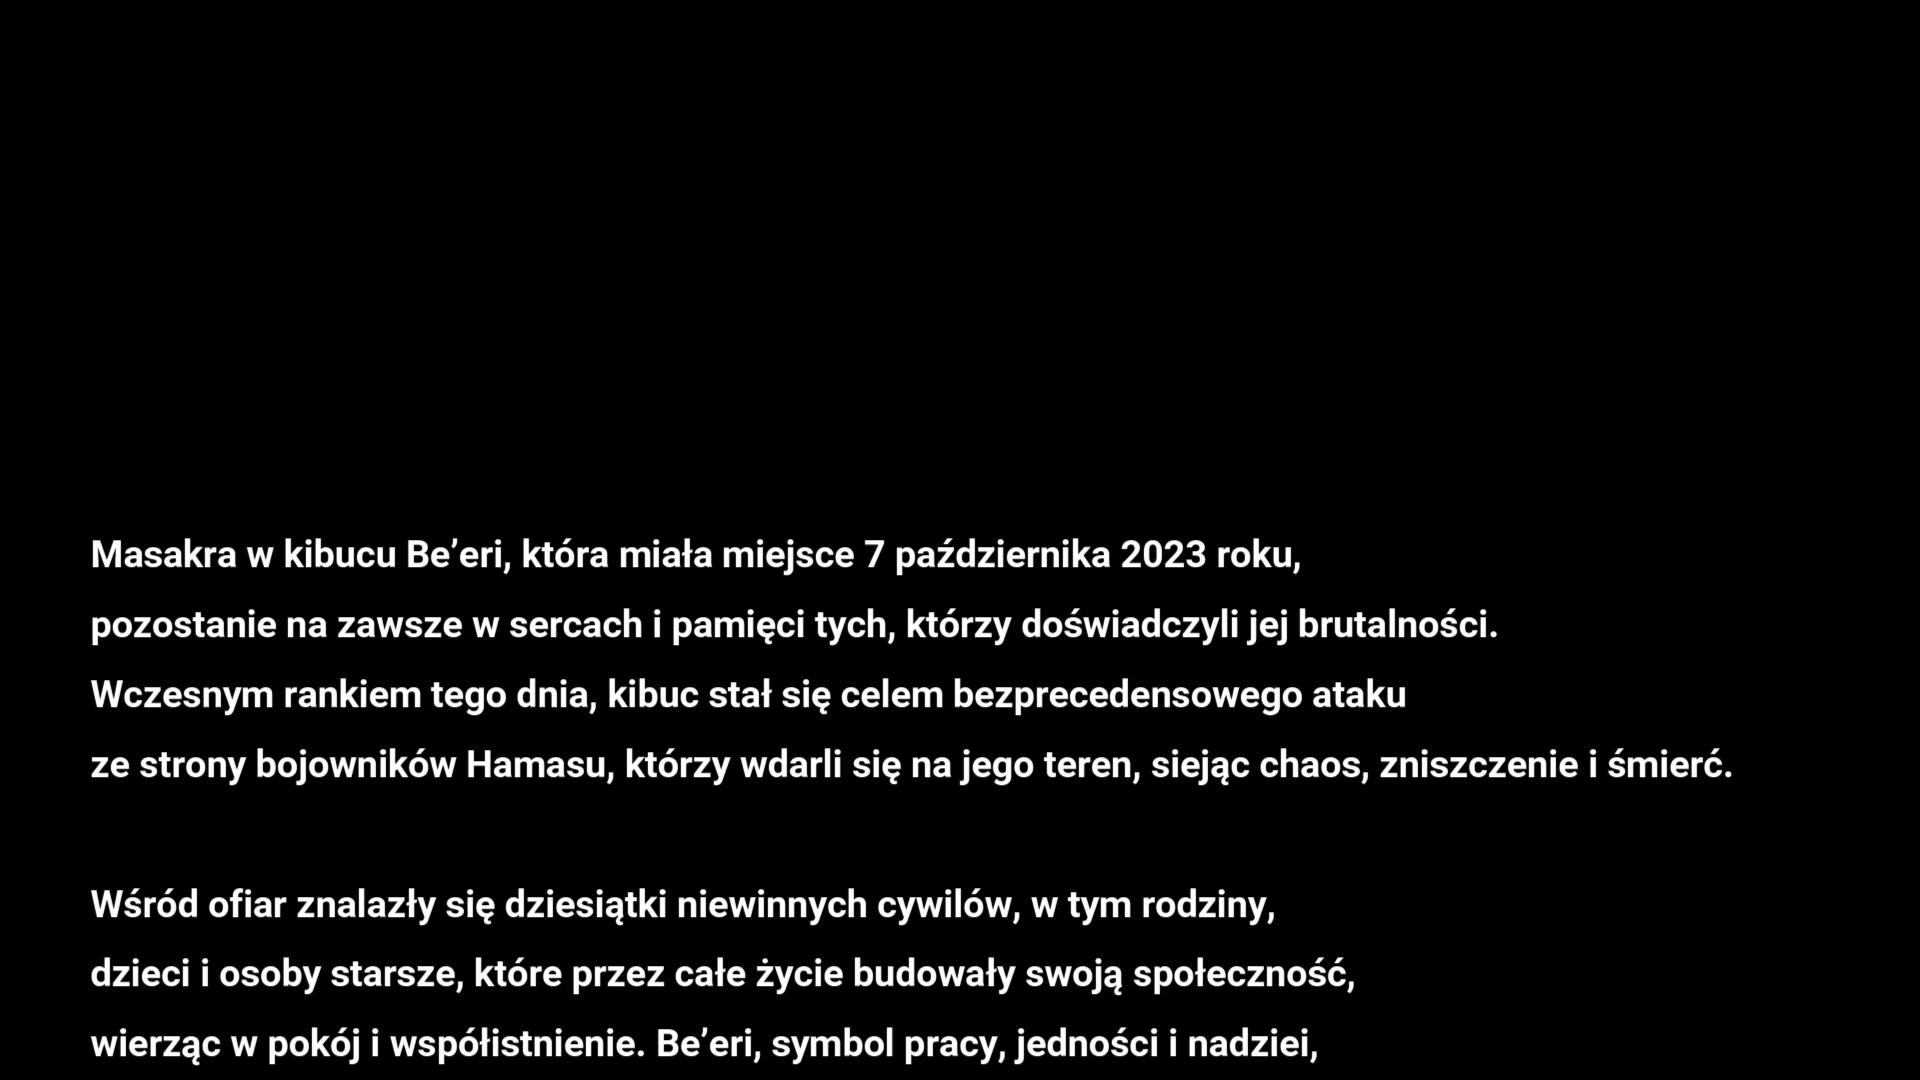 Masakra w kibucu Be’eri, która miała miejsce 7 października 2023 roku,
pozostanie na zawsze w sercach i pamięci tych, którzy doświadczyli jej brutalności.
Wczesnym rankiem tego dnia, kibuc stał się celem bezprecedensowego ataku
ze strony bojowników Hamasu, którzy wdarli się na jego teren, siejąc chaos, zniszczenie i śmierć.
Wśród ofiar znalazły się dziesiątki niewinnych cywilów, w tym rodziny,
dzieci i osoby starsze, które przez całe życie budowały swoją społeczność,
wierząc w pokój i współistnienie. Be’eri, symbol pracy, jedności i nadziei,